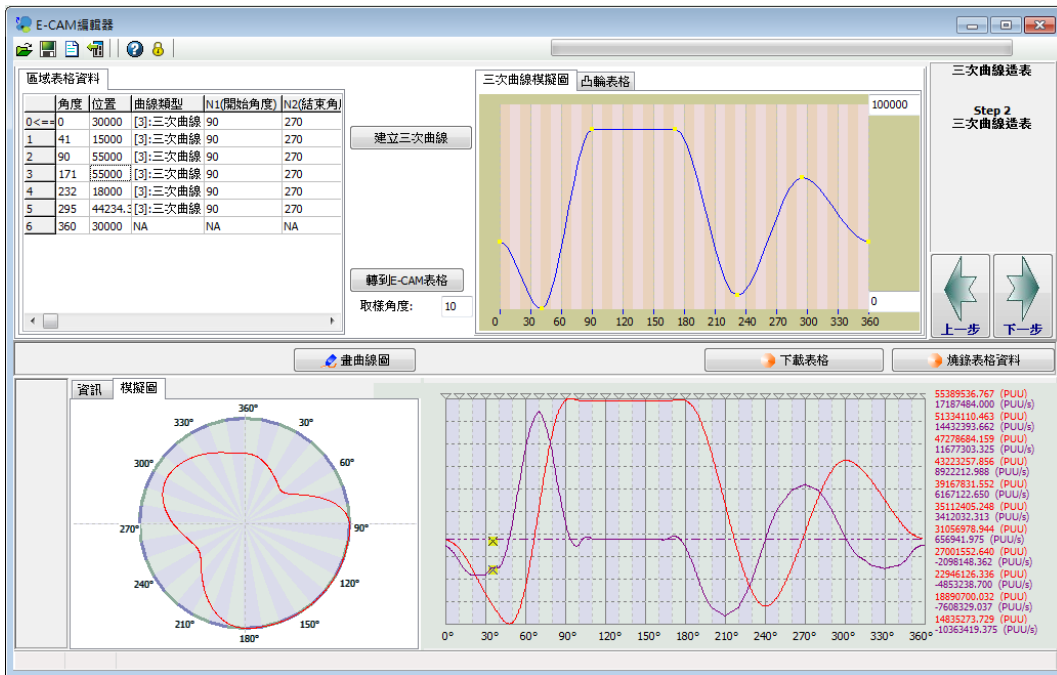 E-CAM編輯器
區域表格資料
角度 位置 曲線類型 N1(開始角度) N2(結束角
0<== 0 30000 [3]:三次曲線 90 270
1 41 15000 [3]:三次曲線 90 270
2 90 55000 [3]:三次曲線 90 270
3 171 55000 [3]:三次曲線 90 270
4 232 18000 [3]:三次曲線 90 270
5 295 44234.3 [3]:三次曲線 90 270
6 360 30000 NA NA NA
建立三次曲線
轉到E-CAM表格
取樣角度: 10
三次曲線模擬圖 凸輪表格
100000
0
0 30 60 90 120 150 180 210 240 270 300 330 360
三次曲線造表
Step 2
三次曲線造表
上一步 下一步
畫曲線圖 下載表格 燒錄表格資料
資訊 模擬圖
360°
330° 30°
300° 60°
270° 90°
240° 120°
210° 150°
180°
55389536.767 (PUU)
17187484.000 (PUU/s)
51334110.463 (PUU)
14432393.662 (PUU/s)
47278684.159 (PUU)
11677303.325 (PUU/s)
43223257.856 (PUU)
8922212.988 (PUU/s)
39167831.552 (PUU)
6167122.650 (PUU/s)
35112405.248 (PUU)
3412032.313 (PUU/s)
31056978.944 (PUU)
656941.975 (PUU/s)
27001552.640 (PUU)
-2098148.362 (PUU/s)
22946126.336 (PUU)
-4853238.700 (PUU/s)
18890700.032 (PUU)
-7608329.037 (PUU/s)
14835273.729 (PUU)
-10363419.375 (PUU/s)
0° 30° 60° 90° 120° 150° 180° 210° 240° 270° 300° 330° 360°